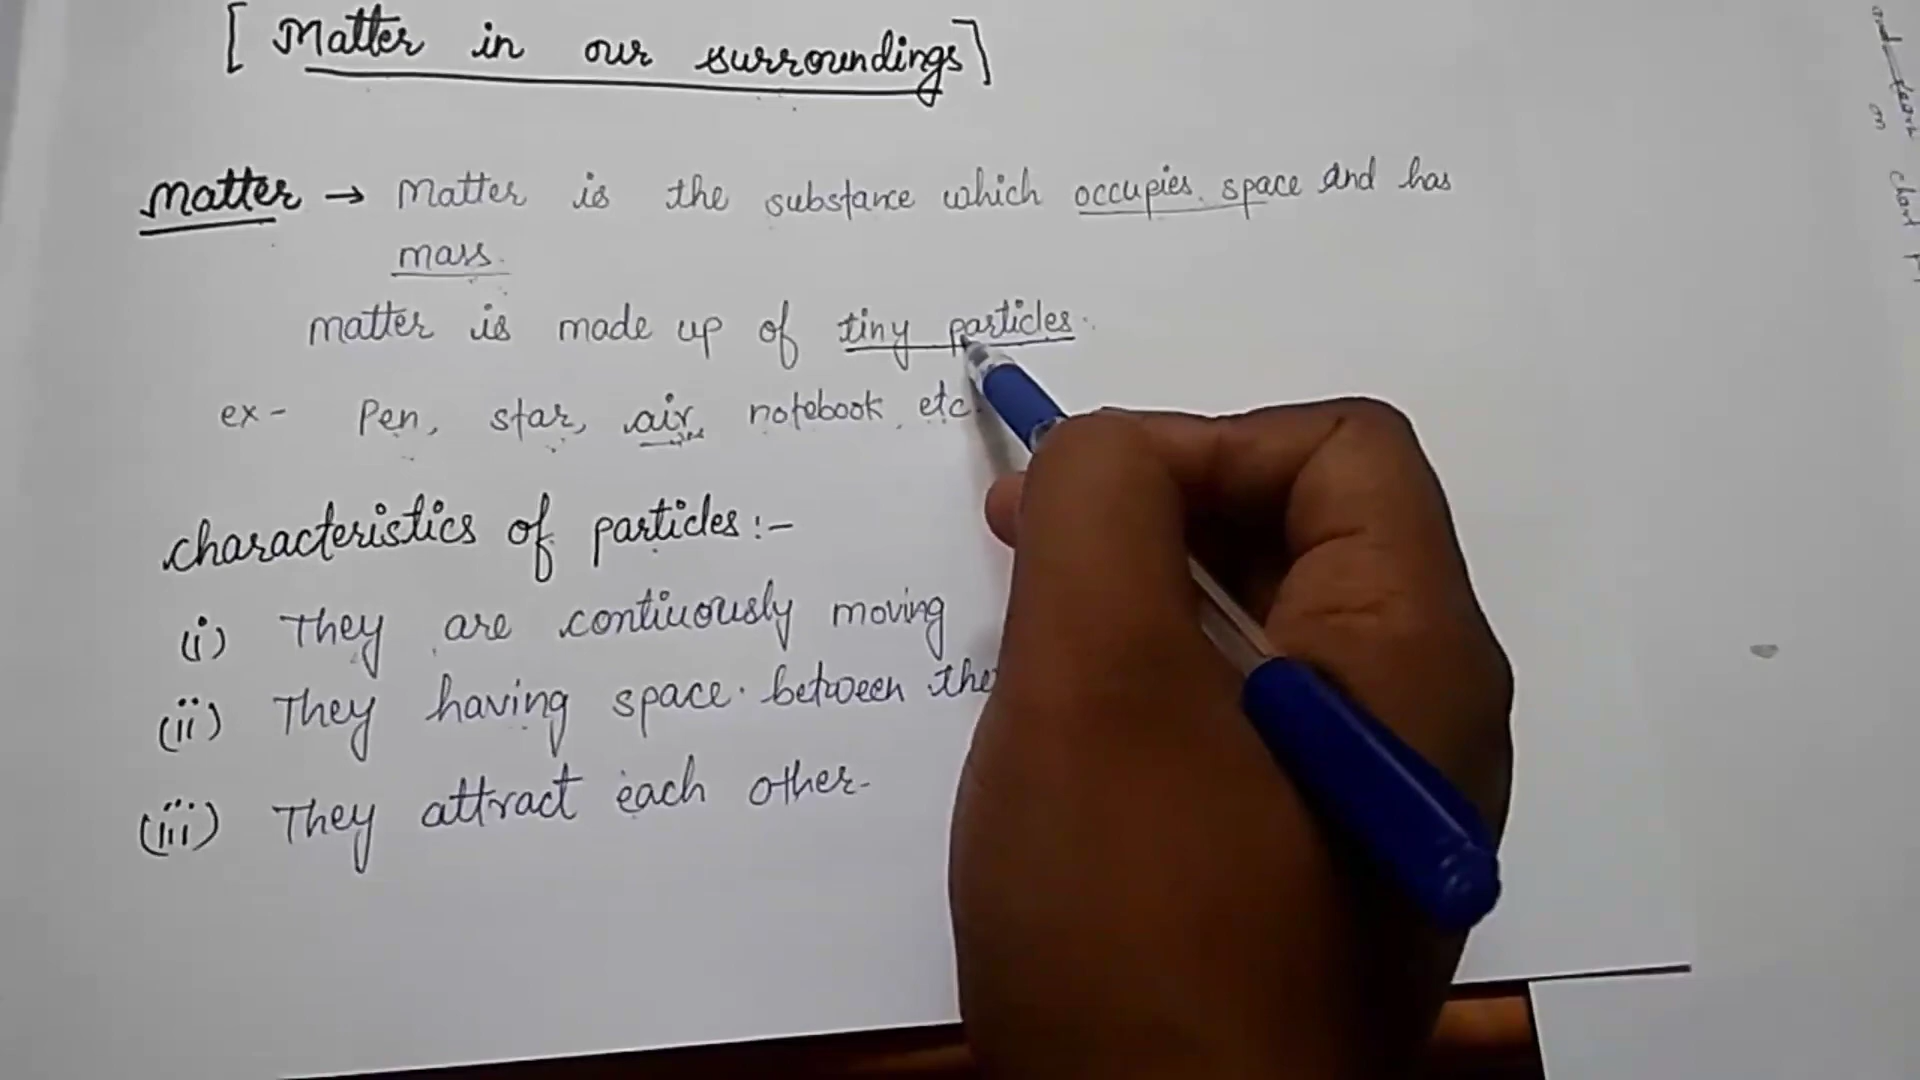 [ Matter in our surroundings ]
Matter → Matter is the substance which occupies space and has
mass.
matter is made up of tiny particles.
ex- Pen, star, air, notebook, etc.
characteristics of particles:-
(i) They are contiuously moving
(ii) They having space between the
(iii) They attract each other.
chart